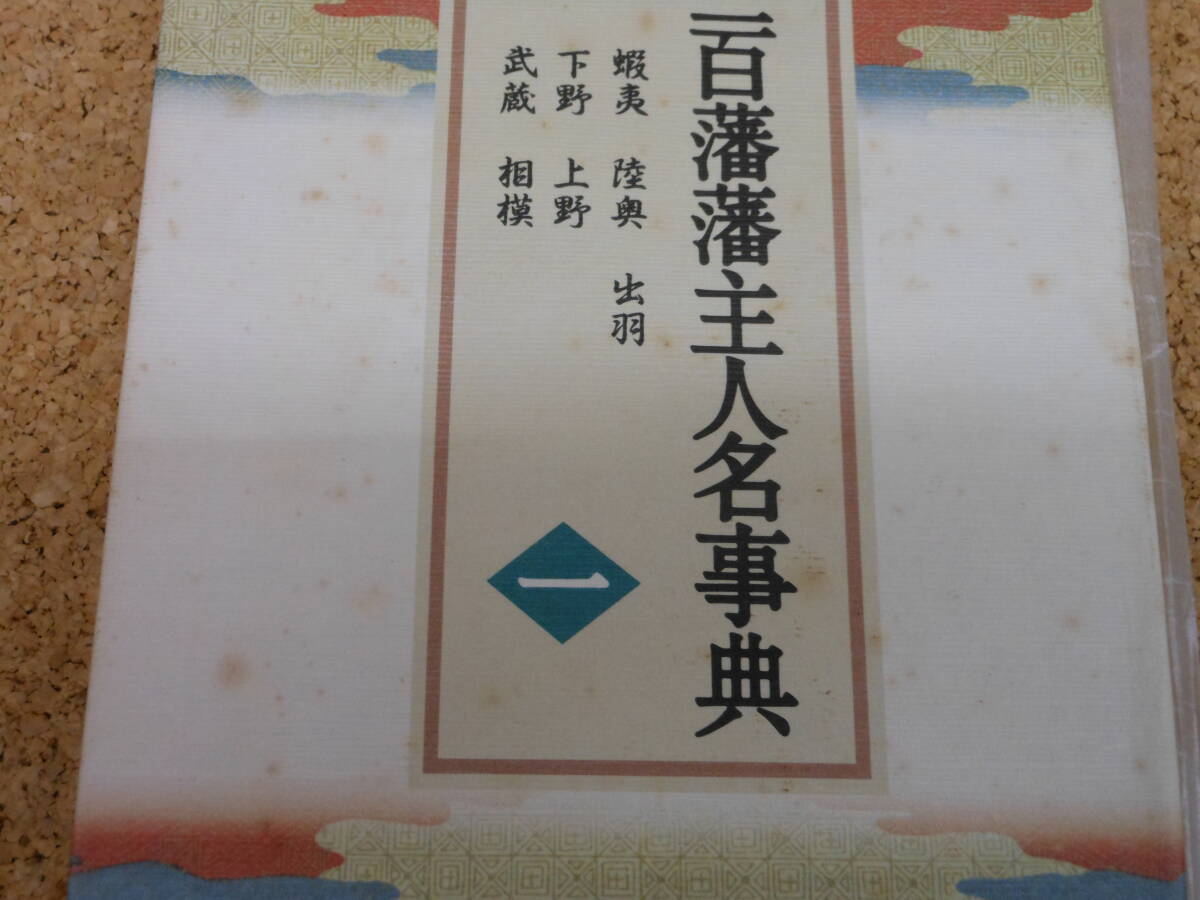 三百藩藩主人名事典
蝦夷 陸奥 出羽
下野 上野
武蔵 相模
一